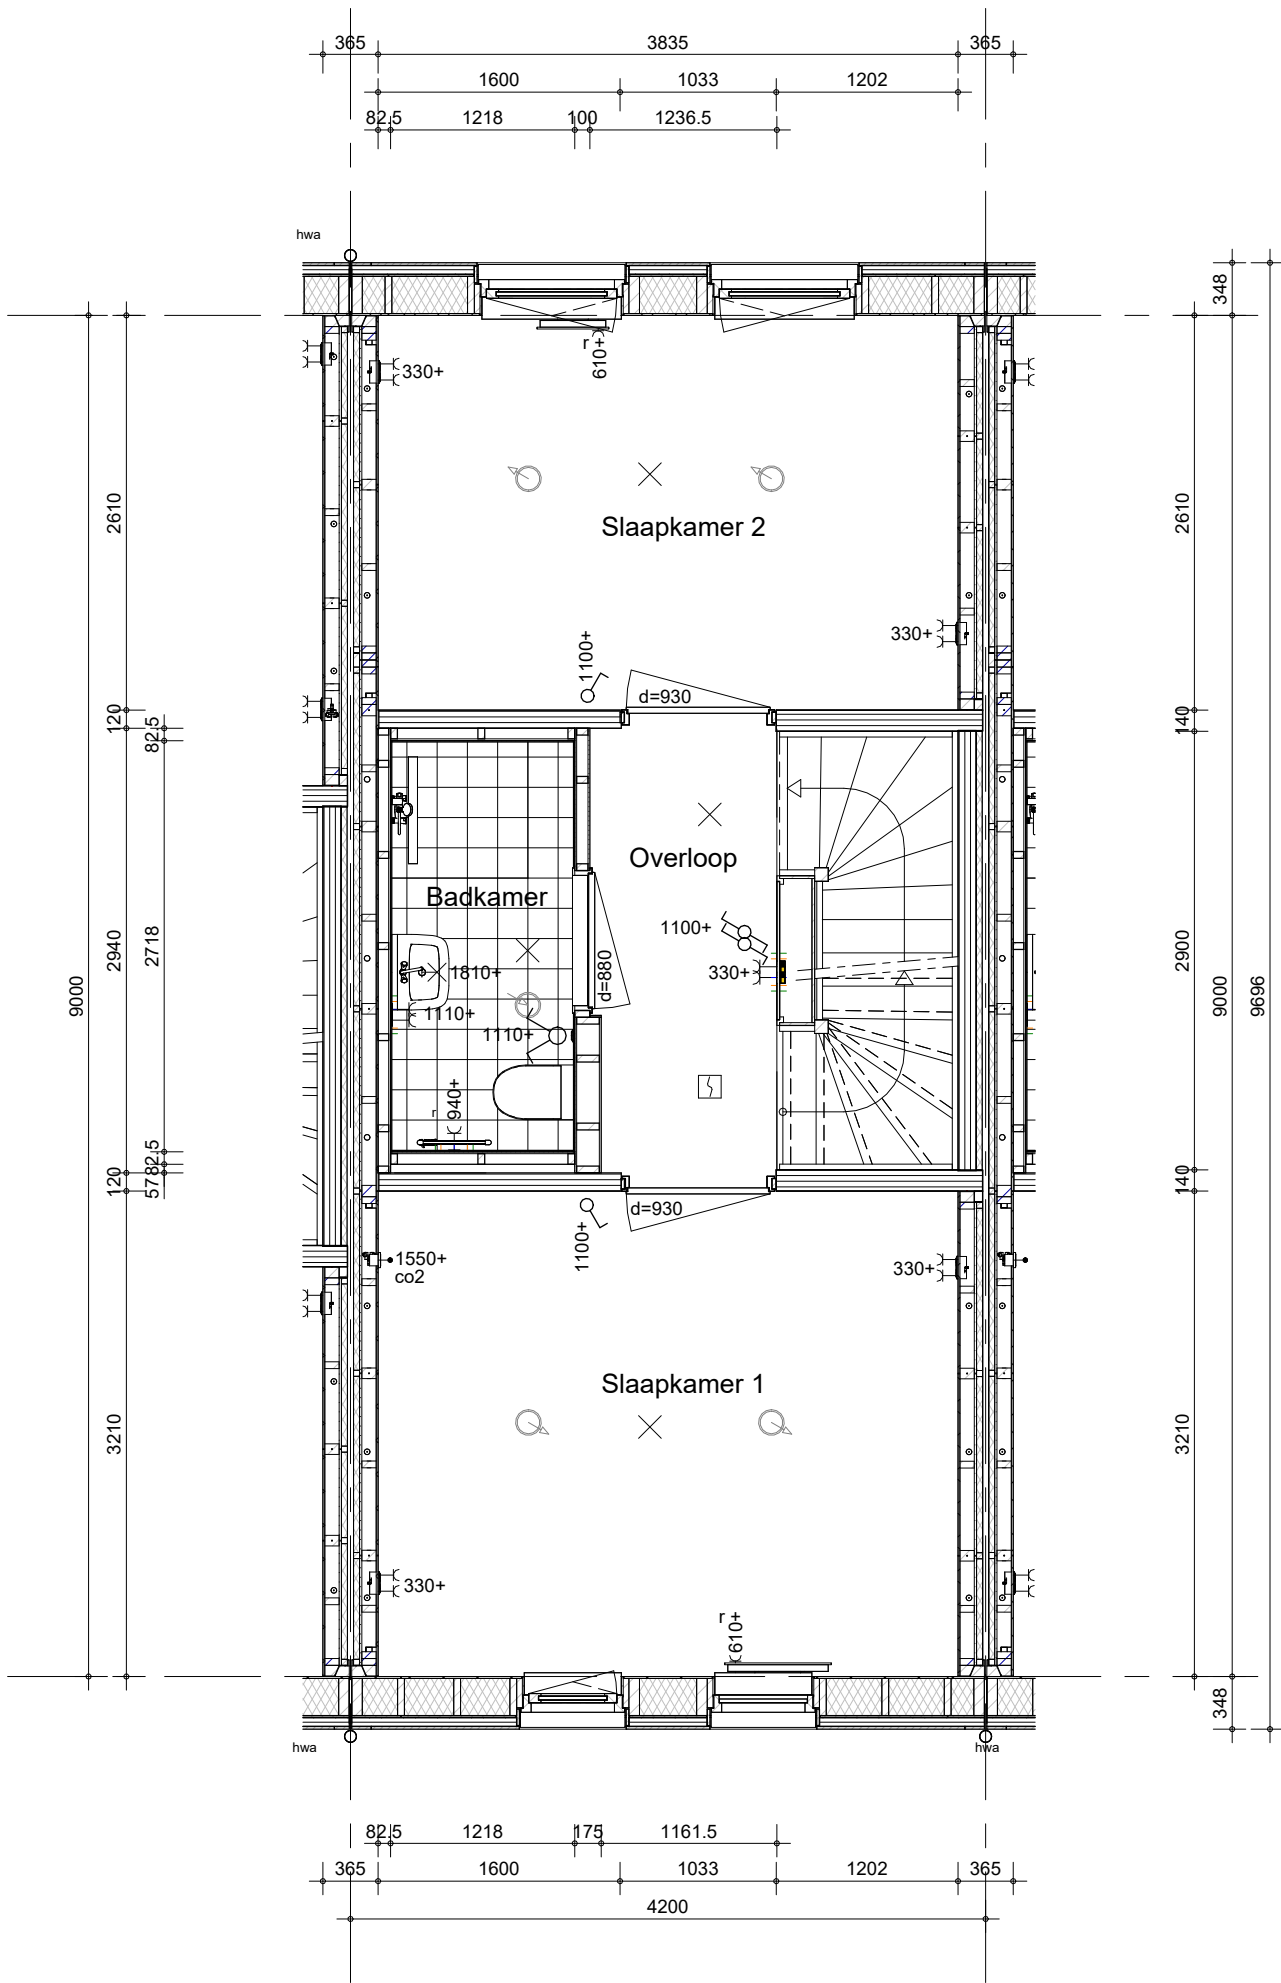 365 3835 365
1600 1033 1202
82.5 1218 100 1236.5
hwa
348
r
610+
330+
2610
2610
Slaapkamer 2
330+
1100+
d=930
120
82.5
140
Overloop
Badkamer
1100+
2940
2718
2900
9000
9000
9696
1810+
330+
d=880
1110+
1110+
r
940+
82.5
57
120
140
d=930
1100+
1550+
co2
330+
Slaapkamer 1
3210
3210
330+
r
610+
348
hwa
hwa
82.5 1218 175 1161.5
365 1600 1033 1202 365
4200